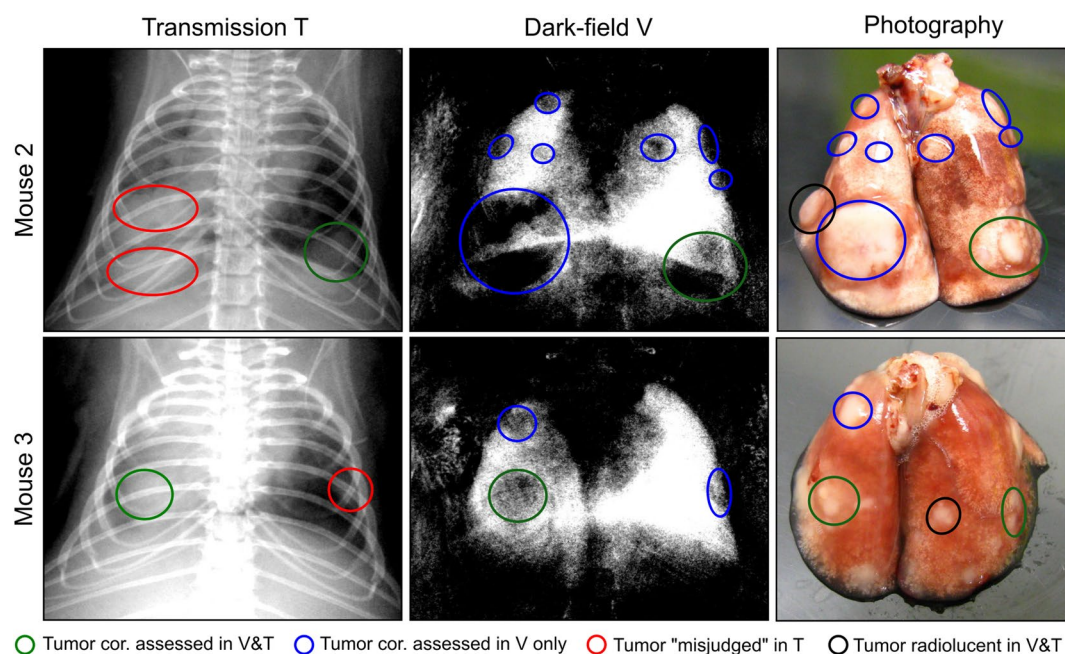 Transmission T
Dark-field V
Photography
Mouse 2
Mouse 3
Tumor cor. assessed in V&T
Tumor cor. assessed in V only
Tumor "misjudged" in T
Tumor radiolucent in V&T